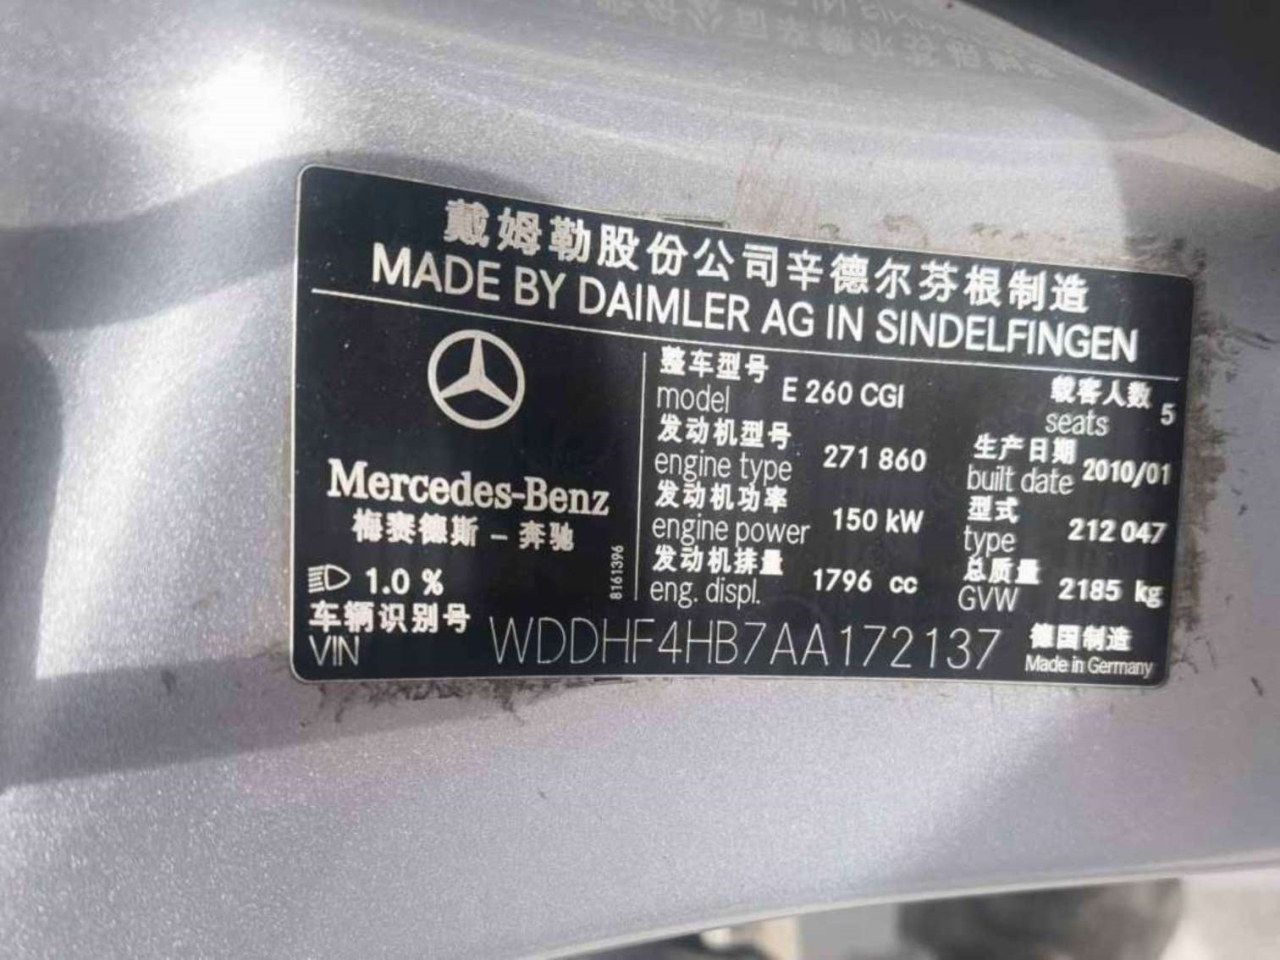 戴姆勒股份公司辛德尔芬根制造
MADE BY DAIMLER AG IN SINDELFINGEN
Mercedes-Benz
梅赛德斯 – 奔驰
1.0 %
8161396
整车型号
model E 260 CGI
载客人数
seats 5
发动机型号
engine type 271 860
生产日期
built date 2010/01
发动机功率
engine power 150 kW
型式
type 212 047
发动机排量
eng. displ. 1796 cc
总质量
GVW 2185 kg
车辆识别号
VIN WDDHF4HB7AA172137
德国制造
Made in Germany